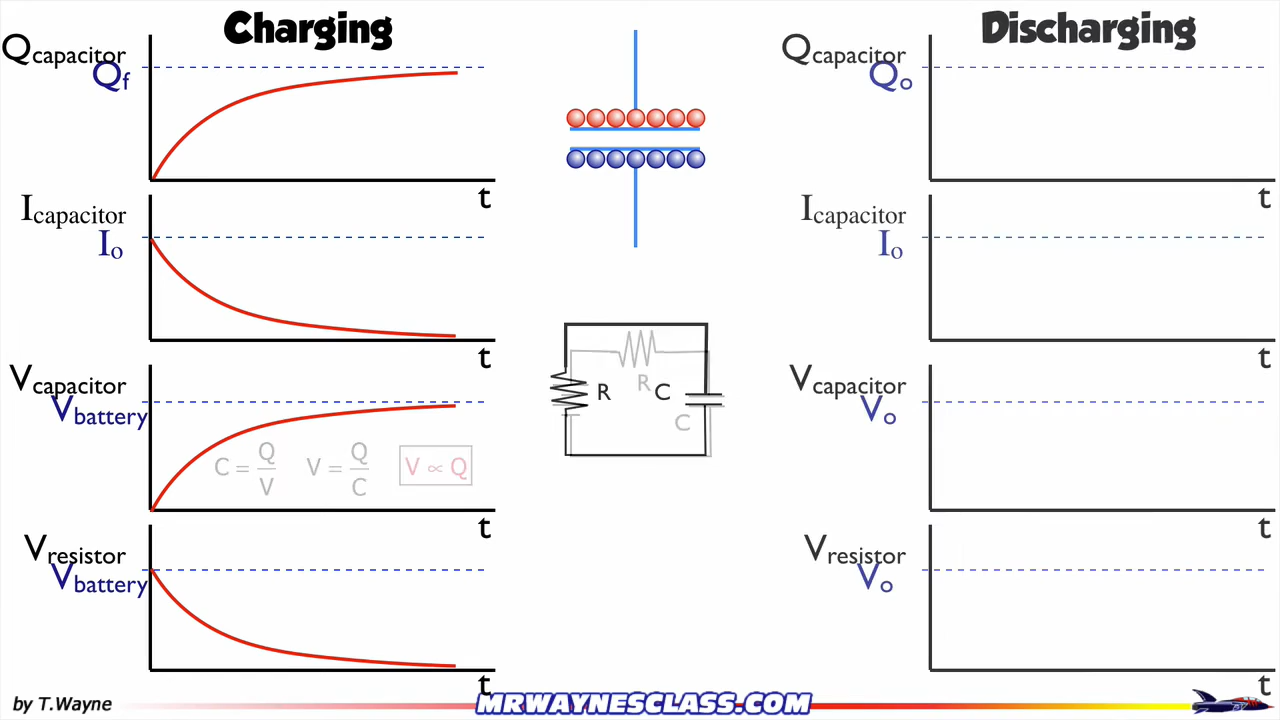 Charging
Qcapacitor
Qf
t
Icapacitor
Io
t
Vcapacitor
Vbattery
C = Q/V V = Q/C V ∝ Q
t
Vresistor
Vbattery
t
R
R C
C
Discharging
Qcapacitor
Qo
t
Icapacitor
Io
t
Vcapacitor
Vo
t
Vresistor
Vo
t
by T.Wayne
MRWAYNESCLASS.COM